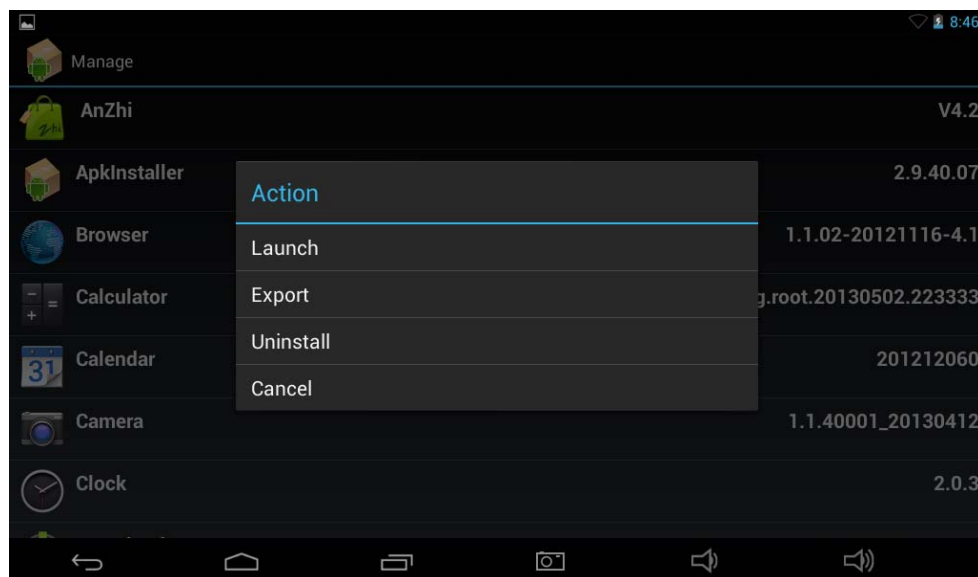 8:46
Manage
AnZhi V4.2
ApkInstaller 2.9.40.07
Action
Browser 1.1.02-20121116-4.1
Launch
Calculator g.root.20130502.223333
Export
Uninstall
31
Calendar 201212060
Cancel
Camera 1.1.40001_20130412
Clock 2.0.3